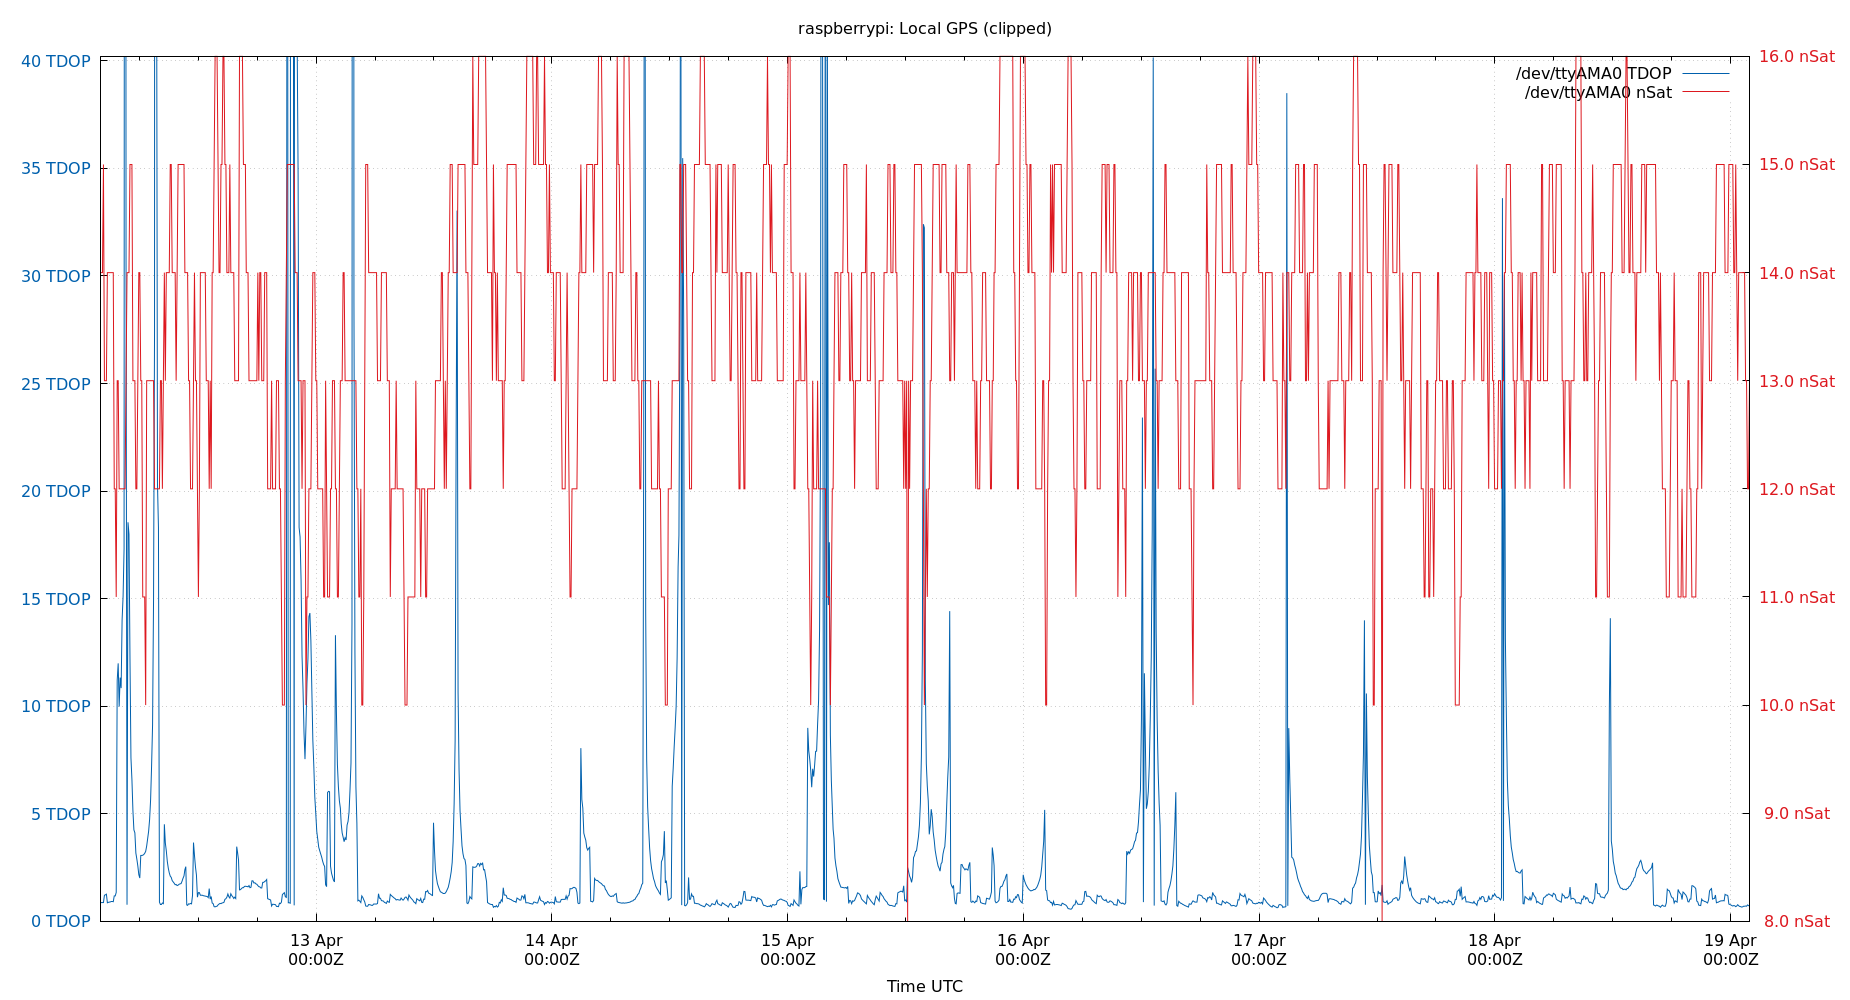 raspberrypi: Local GPS (clipped)
40 TDOP
35 TDOP
30 TDOP
25 TDOP
20 TDOP
15 TDOP
10 TDOP
5 TDOP
0 TDOP
16.0 nSat
15.0 nSat
14.0 nSat
13.0 nSat
12.0 nSat
11.0 nSat
10.0 nSat
9.0 nSat
8.0 nSat
/dev/ttyAMA0 TDOP
/dev/ttyAMA0 nSat
13 Apr
00:00Z
14 Apr
00:00Z
15 Apr
00:00Z
16 Apr
00:00Z
17 Apr
00:00Z
18 Apr
00:00Z
19 Apr
00:00Z
Time UTC